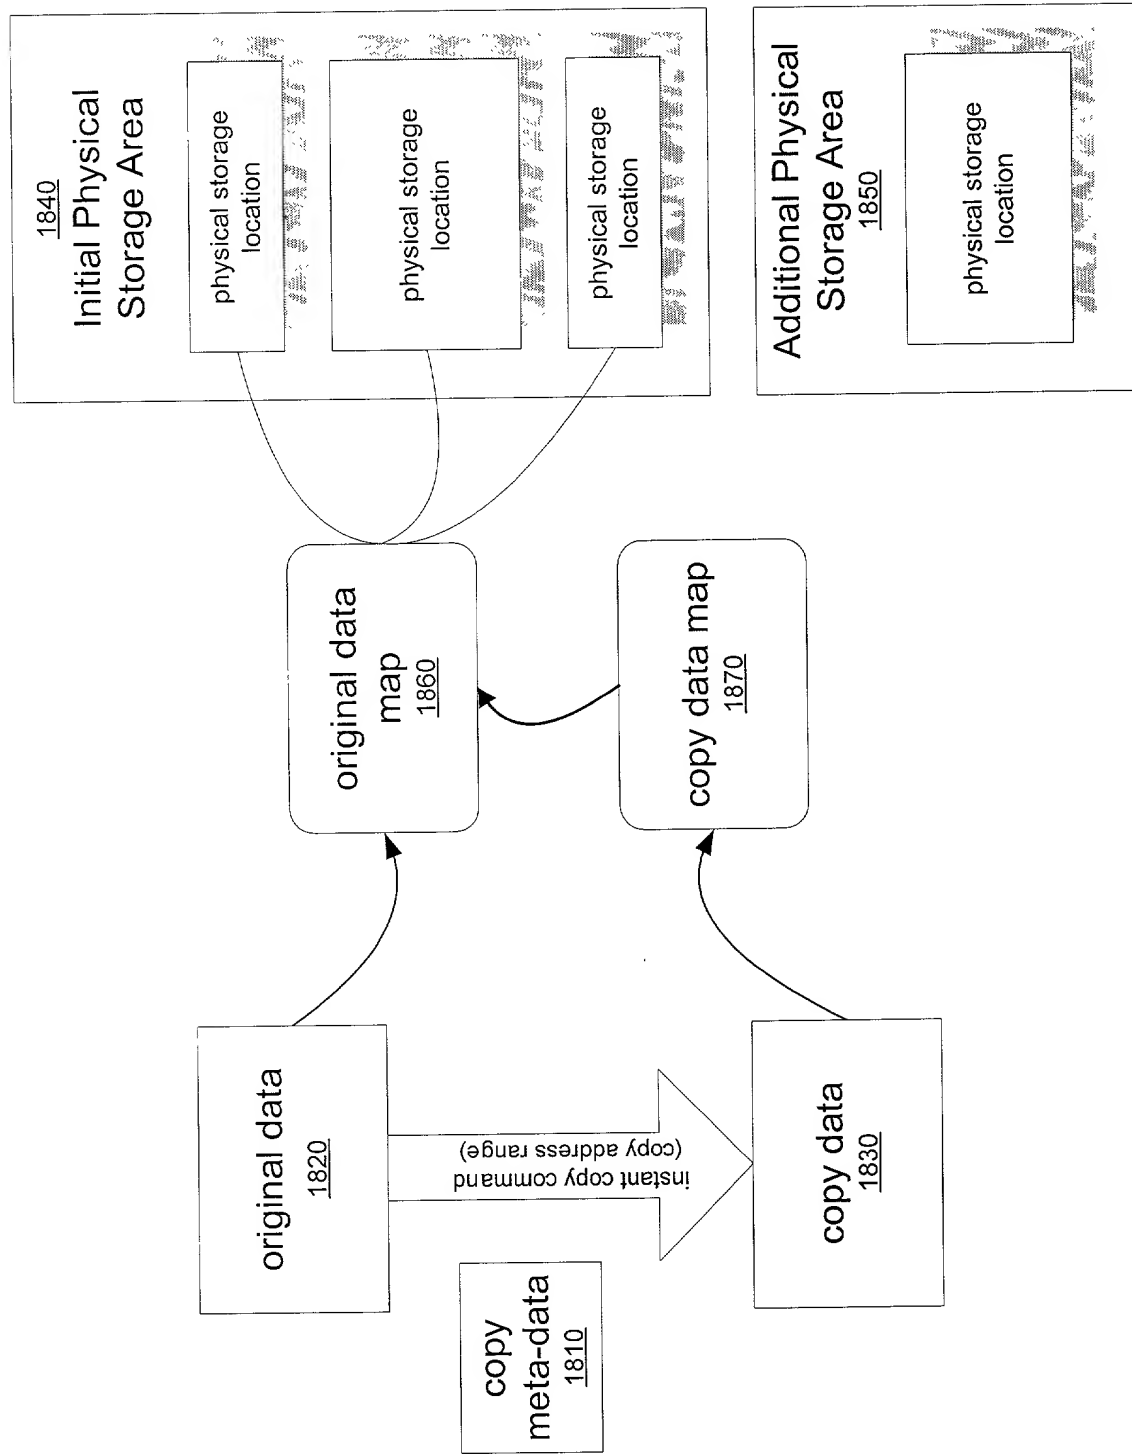 1840
Initial Physical
Storage Area
physical storage
location
physical storage
location
physical storage
location
Additional Physical
Storage Area
1850
physical storage
location
original data
map
1860
copy data map
1870
original data
1820
instant copy command
(copy address range)
copy data
1830
copy
meta-data
1810